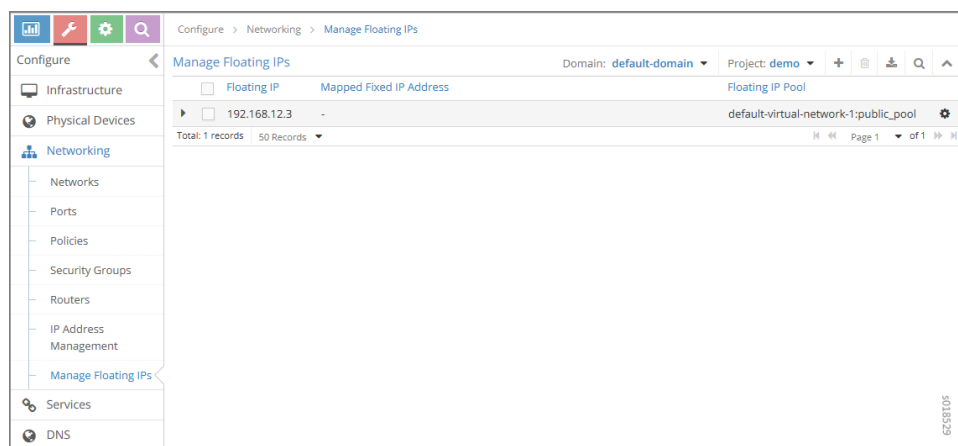 Configure > Networking > Manage Floating IPs
Configure
Manage Floating IPs
Domain: default-domain
Project: demo
Floating IP
Mapped Fixed IP Address
Floating IP Pool
192.168.12.3
-
default-virtual-network-1:public_pool
Total: 1 records
50 Records
Page 1
of 1
Infrastructure
Physical Devices
Networking
Networks
Ports
Policies
Security Groups
Routers
IP Address
Management
Manage Floating IPs
Services
DNS
s018529